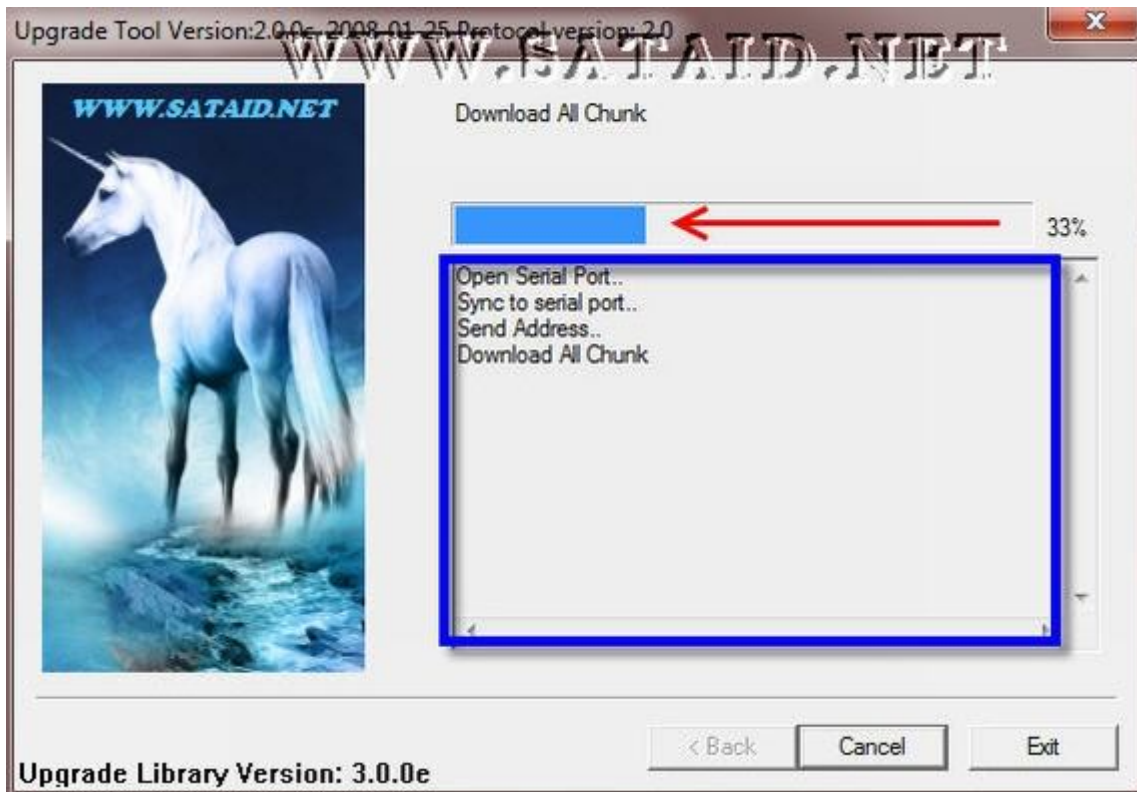 Upgrade Tool Version:2.0.0c, 2008-01-25 Protocol version: 2.0
WWW.SATAID.NET
WWW.SATAID.NET
Download All Chunk
33%
Open Serial Port..
Sync to serial port..
Send Address..
Download All Chunk
< Back
Cancel
Exit
Upgrade Library Version: 3.0.0e